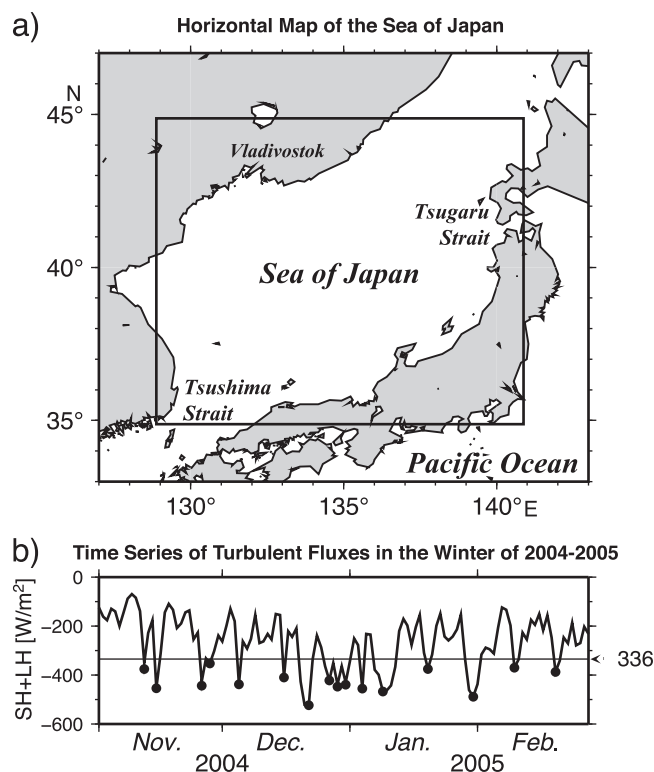 a)
Horizontal Map of the Sea of Japan
N
45°
Vladivostok
Tsugaru
Strait
40°
Sea of Japan
Tsushima
Strait
35°
Pacific Ocean
130°
135°
140°E
b)
Time Series of Turbulent Fluxes in the Winter of 2004-2005
SH+LH [W/m²]
0
−200
−400
−600
336
Nov.
Dec.
Jan.
Feb.
2004
2005